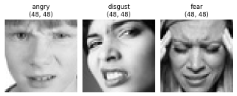 angry disgust fear
(48, 48) (48, 48) (48, 48)